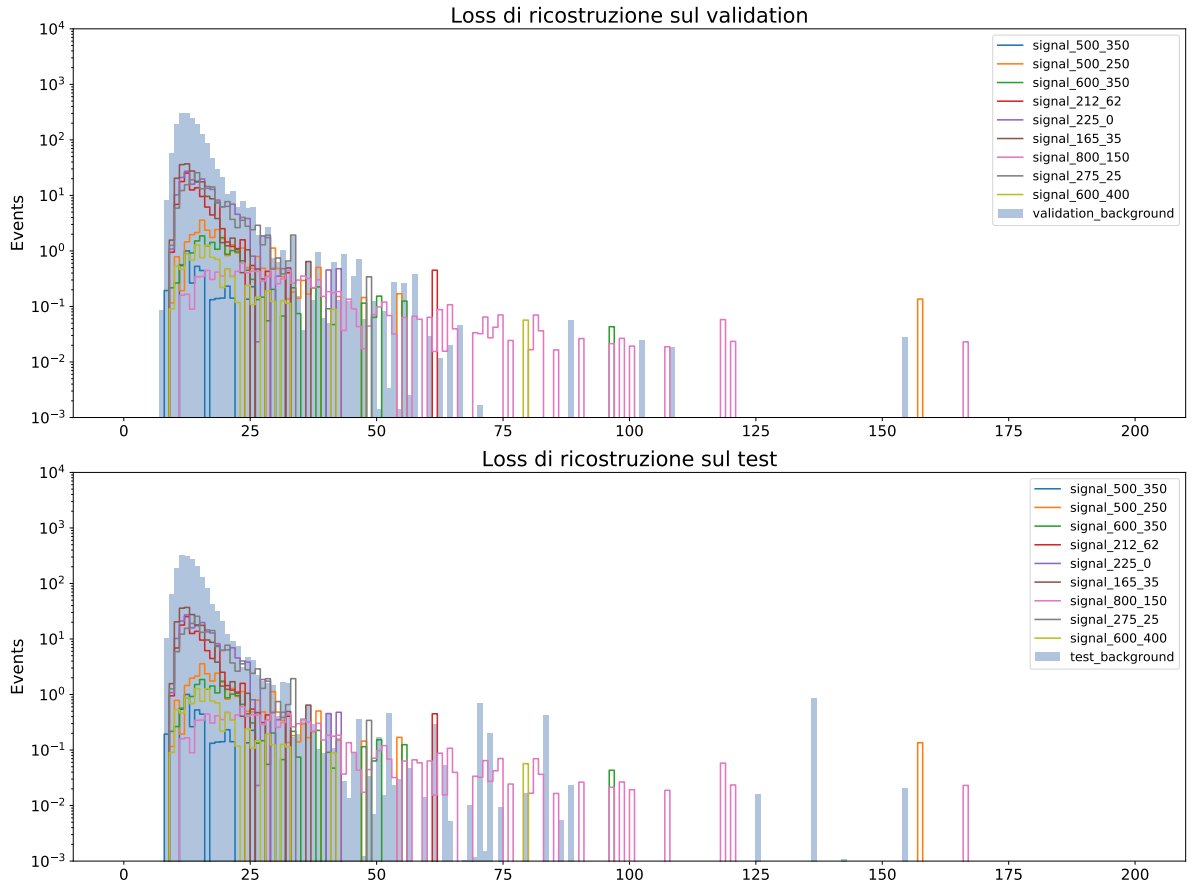 Loss di ricostruzione sul validation
10^4
10^3
10^2
10^1
10^0
10^-1
10^-2
10^-3
Events
signal_500_350
signal_500_250
signal_600_350
signal_212_62
signal_225_0
signal_165_35
signal_800_150
signal_275_25
signal_600_400
validation_background
0 25 50 75 100 125 150 175 200
Loss di ricostruzione sul test
10^4
10^3
10^2
10^1
10^0
10^-1
10^-2
10^-3
Events
signal_500_350
signal_500_250
signal_600_350
signal_212_62
signal_225_0
signal_165_35
signal_800_150
signal_275_25
signal_600_400
test_background
0 25 50 75 100 125 150 175 200